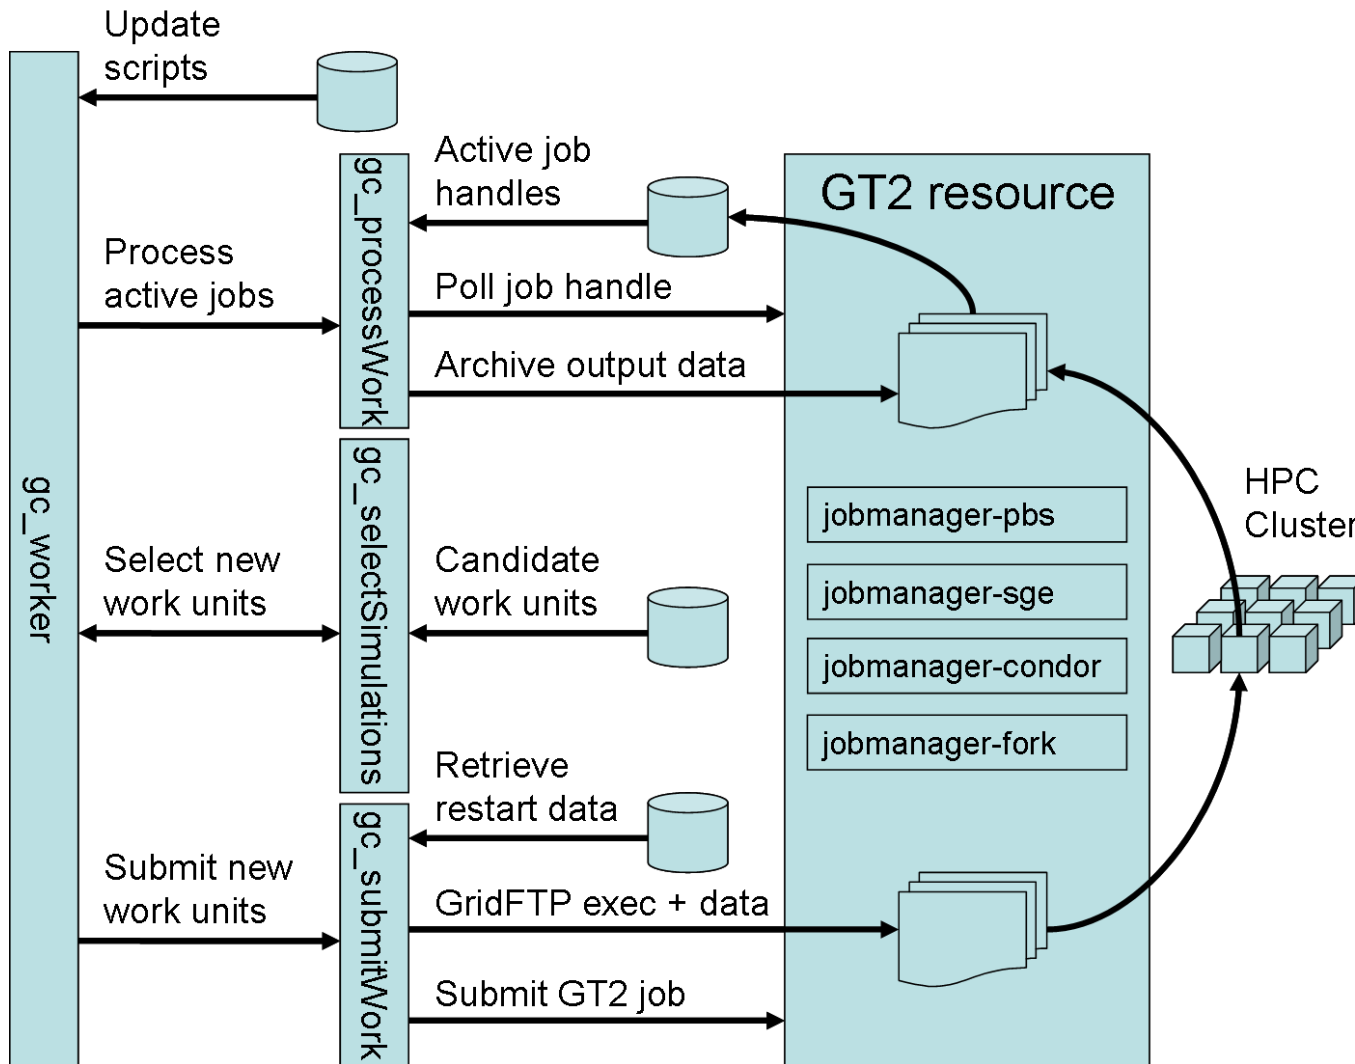 Update
scripts
gc_worker
gc_processWork
Process
active jobs
Active job
handles
Poll job handle
Archive output data
GT2 resource
jobmanager-pbs
jobmanager-sge
jobmanager-condor
jobmanager-fork
HPC
Cluster
gc_selectSimulations
Select new
work units
Candidate
work units
gc_submitWork
Retrieve
restart data
Submit new
work units
GridFTP exec + data
Submit GT2 job